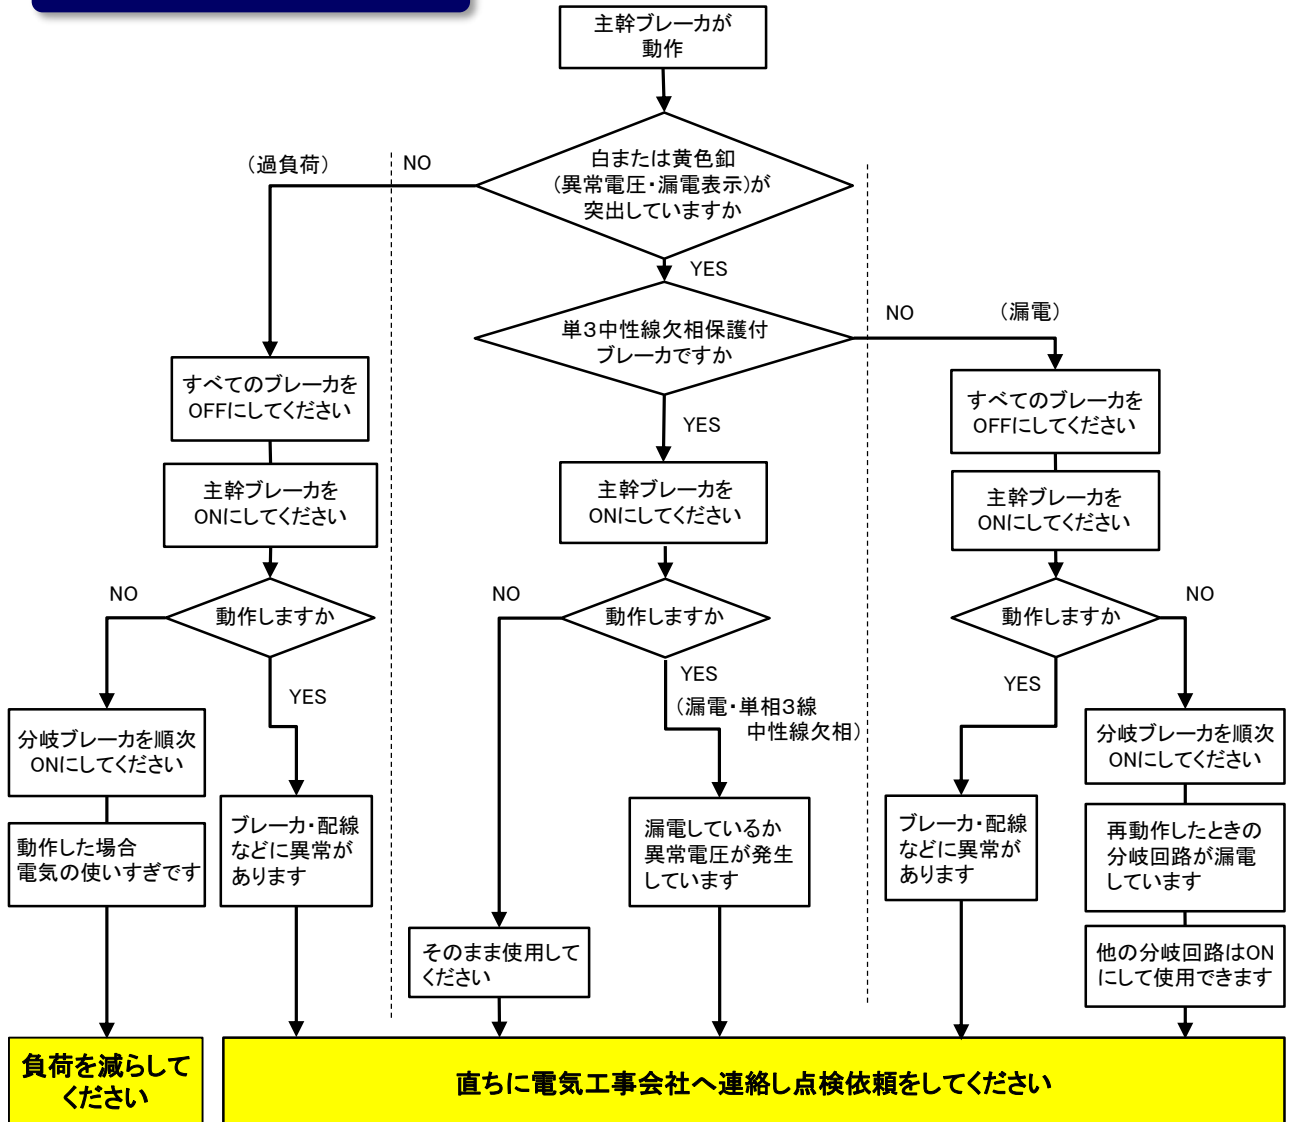 主幹ブレーカが
動作
白または黄色釦
(異常電圧・漏電表示)が
突出していますか
(過負荷)
NO
YES
単3中性線欠相保護付
ブレーカですか
NO
(漏電)
YES
すべてのブレーカを
OFFにしてください
主幹ブレーカを
ONにしてください
動作しますか
NO
YES
分岐ブレーカを順次
ONにしてください
動作した場合
電気の使いすぎです
ブレーカ・配線
などに異常が
あります
主幹ブレーカを
ONにしてください
動作しますか
NO
YES
(漏電・単相3線
中性線欠相)
漏電しているか
異常電圧が発生
しています
そのまま使用して
ください
すべてのブレーカを
OFFにしてください
主幹ブレーカを
ONにしてください
動作しますか
YES
NO
ブレーカ・配線
などに異常が
あります
分岐ブレーカを順次
ONにしてください
再動作したときの
分岐回路が漏電
しています
他の分岐回路はON
にして使用できます
負荷を減らして
ください
直ちに電気工事会社へ連絡し点検依頼をしてください